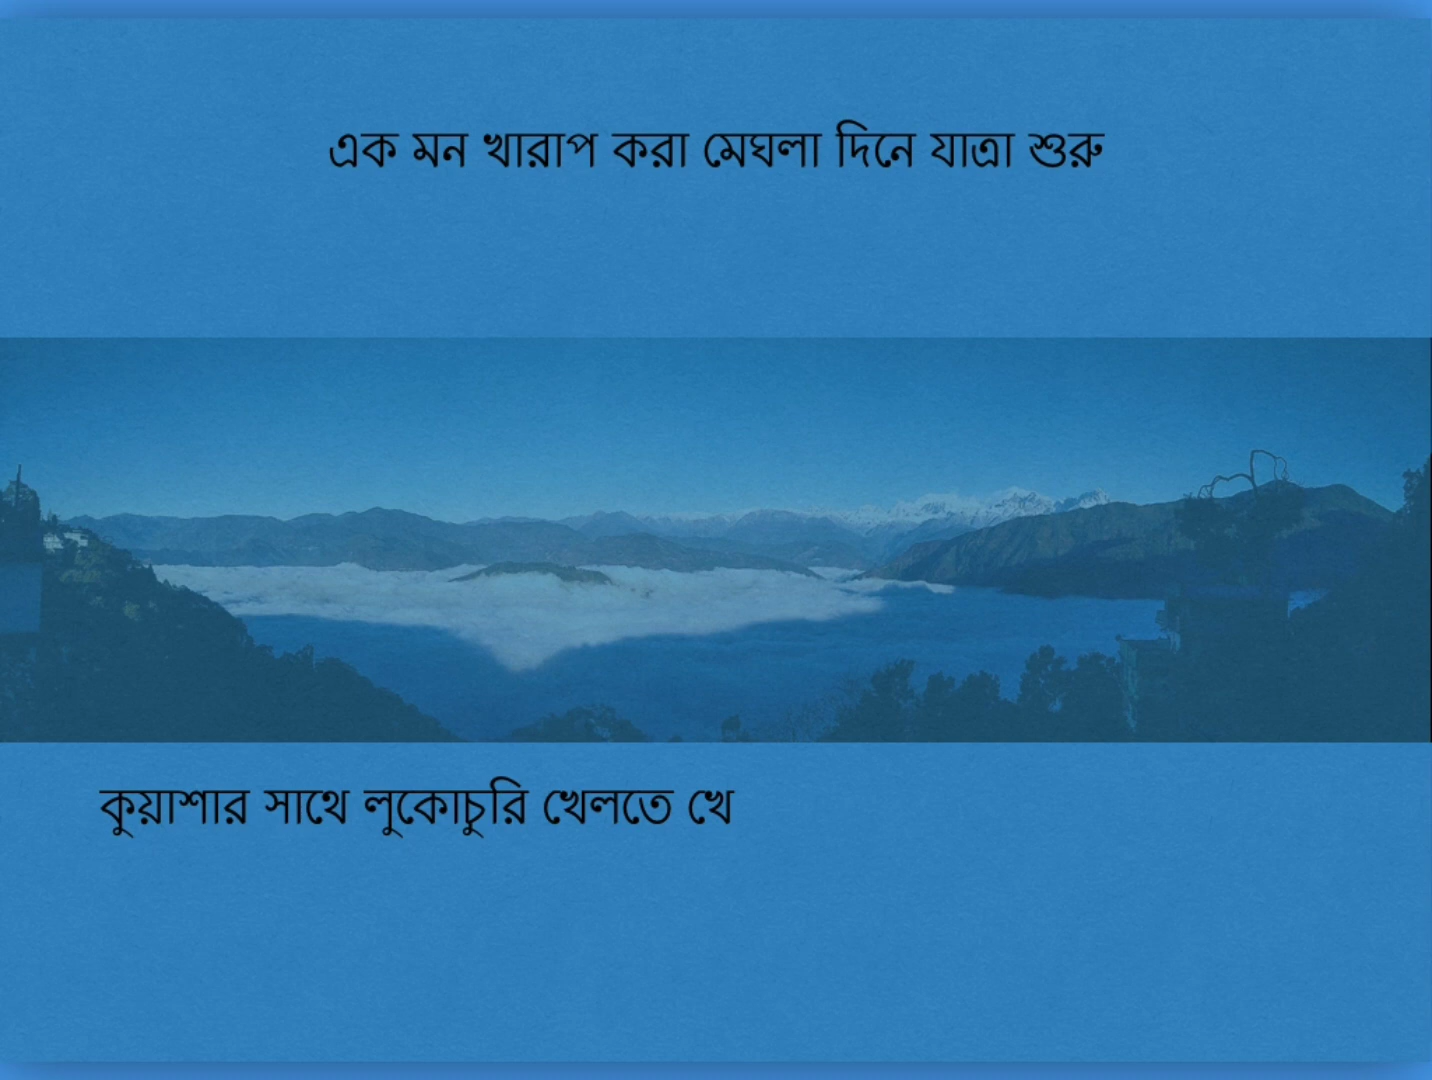 এক মন খারাপ করা মেঘলা দিনে যাত্রা শুরু
কুয়াশার সাথে লুকোচুরি খেলতে খে